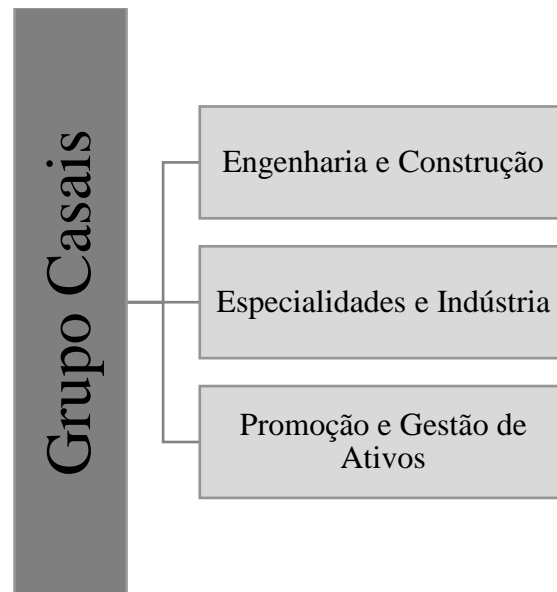 Grupo Casais
Engenharia e Construção
Especialidades e Indústria
Promoção e Gestão de
Ativos